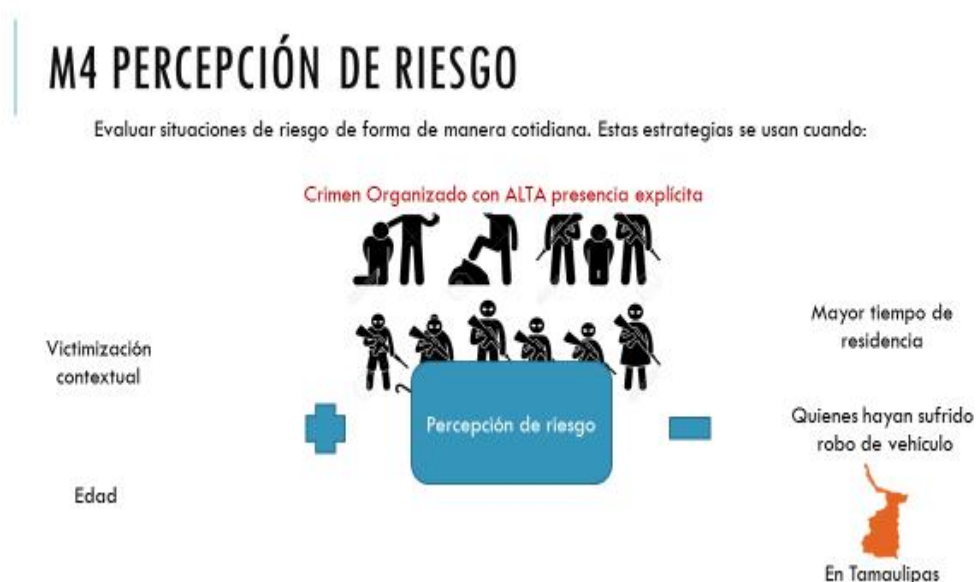 M4 PERCEPCIÓN DE RIESGO
Evaluar situaciones de riesgo de forma de manera cotidiana. Estas estrategias se usan cuando:
Crimen Organizado con ALTA presencia explícita
Victimización
contextual
Edad
Percepción de riesgo
Mayor tiempo de
residencia
Quienes hayan sufrido
robo de vehículo
En Tamaulipas